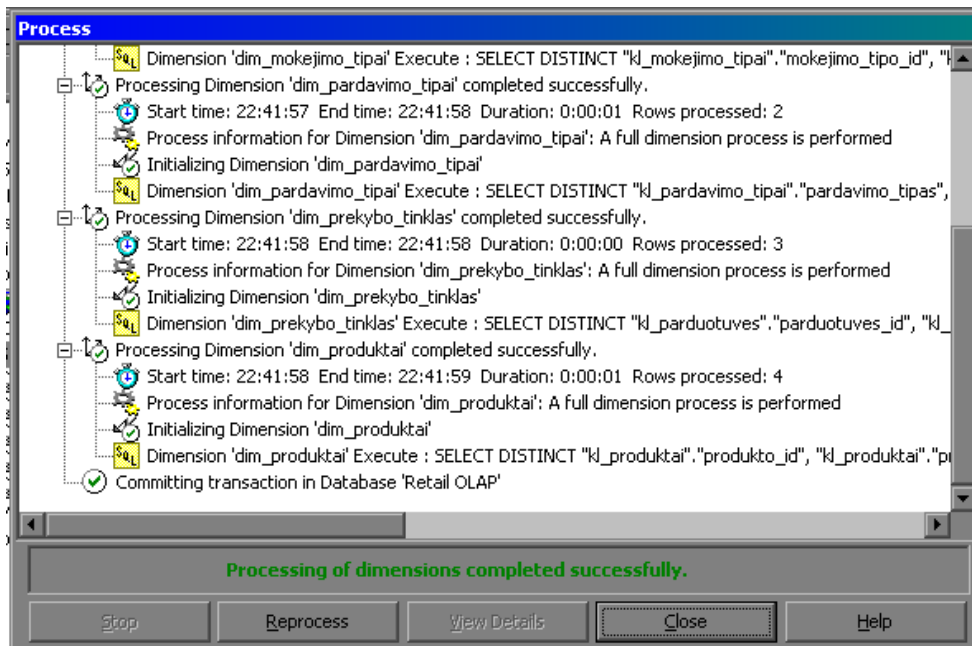 Process
Dimension 'dim_mokejimo_tipai' Execute : SELECT DISTINCT "kl_mokejimo_tipai"."mokejimo_tipo_id",
Processing Dimension 'dim_pardavimo_tipai' completed successfully.
Start time: 22:41:57 End time: 22:41:58 Duration: 0:00:01 Rows processed: 2
Process information for Dimension 'dim_pardavimo_tipai': A full dimension process is performed
Initializing Dimension 'dim_pardavimo_tipai'
Dimension 'dim_pardavimo_tipai' Execute : SELECT DISTINCT "kl_pardavimo_tipai"."pardavimo_tipas",
Processing Dimension 'dim_prekybo_tinklas' completed successfully.
Start time: 22:41:58 End time: 22:41:58 Duration: 0:00:00 Rows processed: 3
Process information for Dimension 'dim_prekybo_tinklas': A full dimension process is performed
Initializing Dimension 'dim_prekybo_tinklas'
Dimension 'dim_prekybo_tinklas' Execute : SELECT DISTINCT "kl_parduotuves"."parduotuves_id", "kl_
Processing Dimension 'dim_produktai' completed successfully.
Start time: 22:41:58 End time: 22:41:59 Duration: 0:00:01 Rows processed: 4
Process information for Dimension 'dim_produktai': A full dimension process is performed
Initializing Dimension 'dim_produktai'
Dimension 'dim_produktai' Execute : SELECT DISTINCT "kl_produktai"."produkto_id", "kl_produktai"."
Committing transaction in Database 'Retail OLAP'
Processing of dimensions completed successfully.
Stop Reprocess View Details Close Help